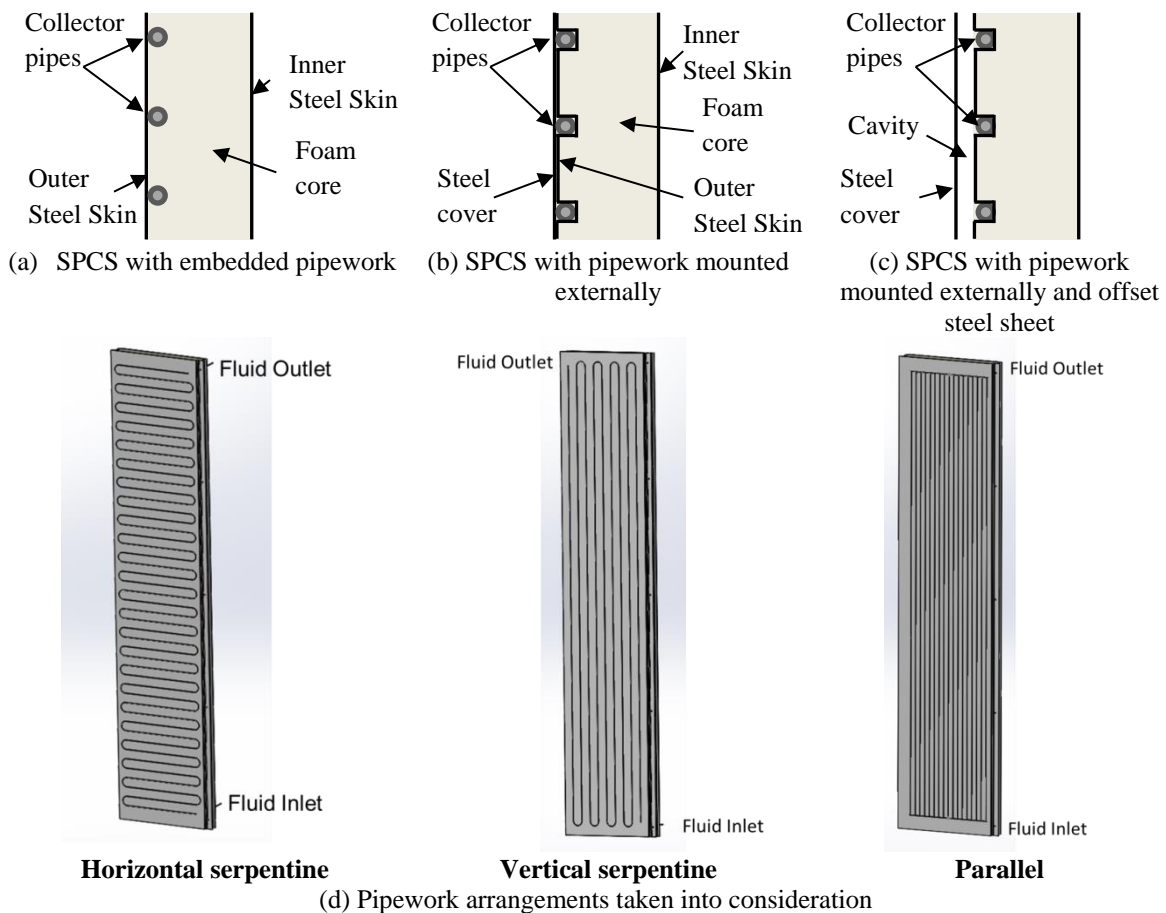 Collector
pipes
Inner
Steel Skin
Foam
core
Outer
Steel Skin
(a) SPCS with embedded pipework
Collector
pipes
Inner
Steel Skin
Foam
core
Steel
cover
Outer
Steel Skin
(b) SPCS with pipework mounted
externally
Collector
pipes
Cavity
Steel
cover
(c) SPCS with pipework
mounted externally and offset
steel sheet
Fluid Outlet
Fluid Inlet
Horizontal serpentine
Fluid Outlet
Fluid Inlet
Vertical serpentine
Fluid Outlet
Fluid Inlet
Parallel
(d) Pipework arrangements taken into consideration